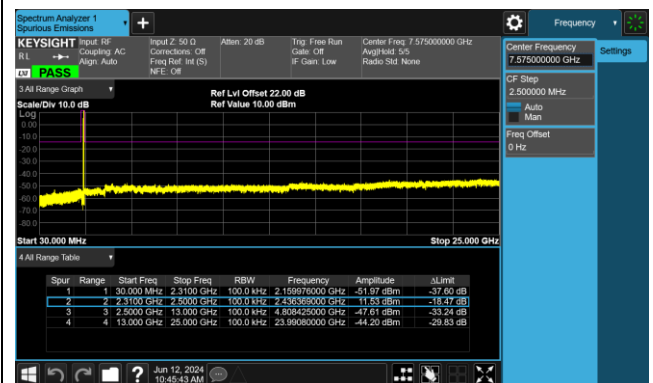 Spectrum Analyzer 1
Spurious Emissions
Frequency
KEYSIGHT
RL
Input: RF
Coupling: AC
Align: Auto
Input Z: 50 Ω
Corrections: Off
Freq Ref: Int (S)
NFE: Off
Atten: 20 dB
Trig: Free Run
Gate: Off
IF Gain: Low
Center Freq: 7.575000000 GHz
Avg|Hold: 5/5
Radio Std: None
LXI PASS
3 All Range Graph
Scale/Div 10.0 dB
Ref Lvl Offset 22.00 dB
Ref Value 10.00 dBm
Log
0.00
-10.0
-20.0
-30.0
-40.0
-50.0
-60.0
-70.0
-80.0
Start 30.000 MHz
Stop 25.000 GHz
4 All Range Table
Spur Range Start Freq Stop Freq RBW Frequency Amplitude ΔLimit
1 1 30.000 MHz 2.3100 GHz 100.0 kHz 2.159976000 GHz -51.97 dBm -37.60 dB
2 2 2.3100 GHz 2.5000 GHz 100.0 kHz 2.436369000 GHz 11.53 dBm -18.47 dB
3 3 2.5000 GHz 13.000 GHz 100.0 kHz 4.808425000 GHz -47.61 dBm -33.24 dB
4 4 13.000 GHz 25.000 GHz 100.0 kHz 23.99080000 GHz -44.20 dBm -29.83 dB
Jun 12, 2024
10:45:43 AM
Center Frequency
7.575000000 GHz
Settings
CF Step
2.500000 MHz
Auto
Man
Freq Offset
0 Hz